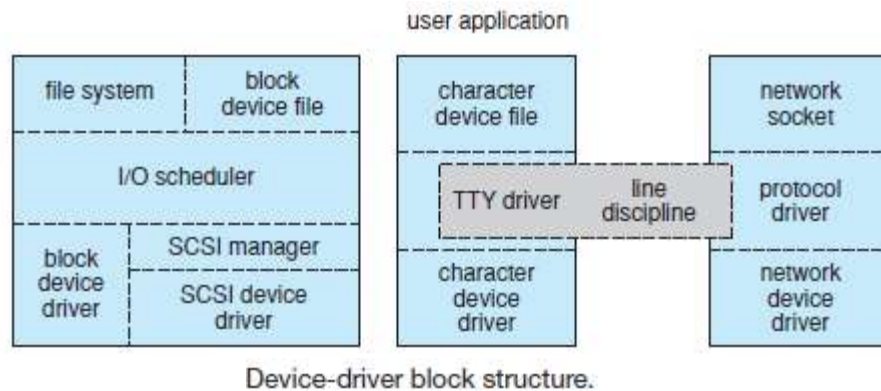 user application
file system
block
device file
I/O scheduler
block
device
driver
SCSI manager
SCSI device
driver
character
device file
TTY driver
line
discipline
character
device
driver
network
socket
protocol
driver
network
device
driver
Device-driver block structure.